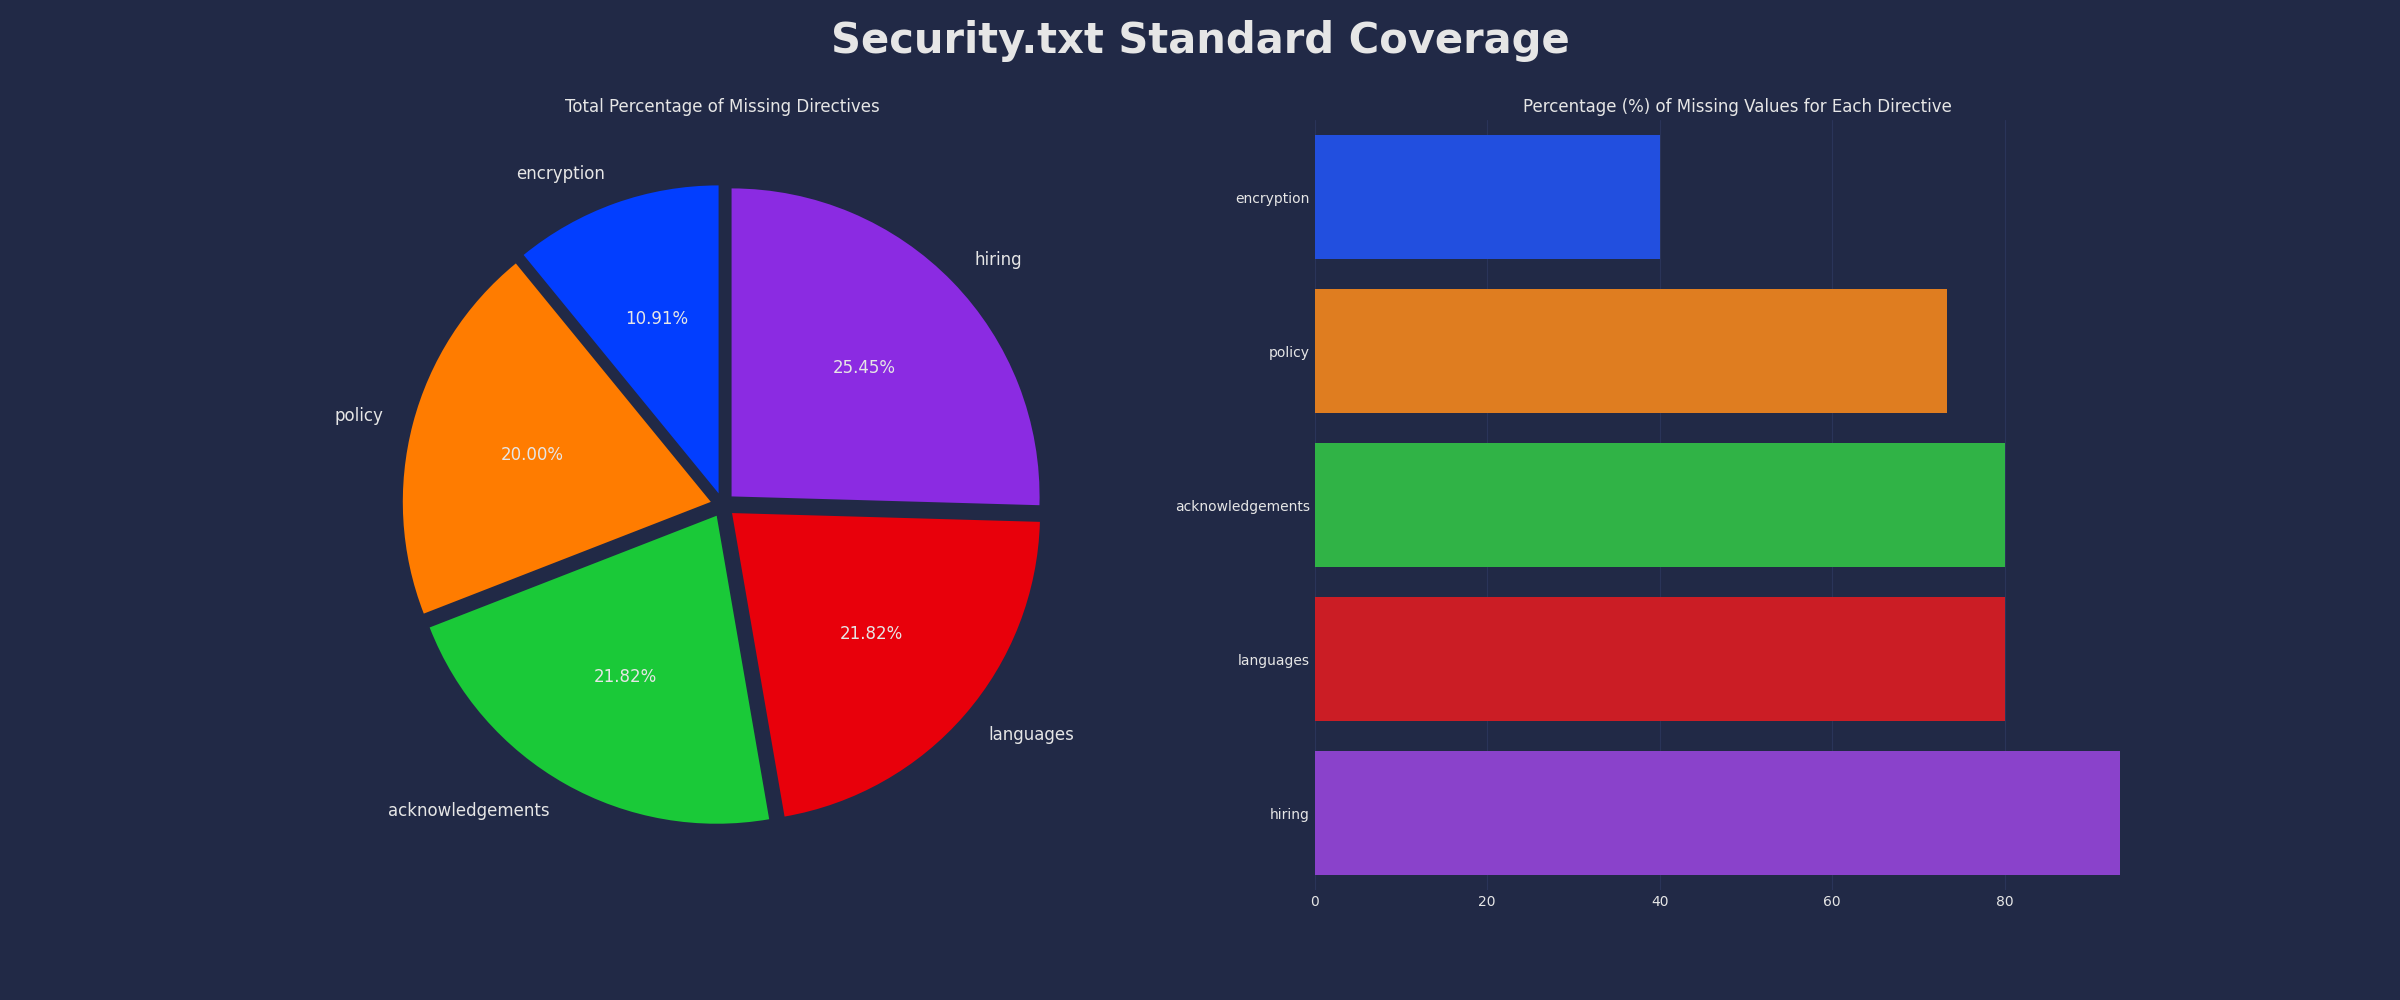 Security.txt Standard Coverage
Total Percentage of Missing Directives
encryption
hiring
10.91%
25.45%
policy
20.00%
21.82%
21.82%
languages
acknowledgements
Percentage (%) of Missing Values for Each Directive
encryption
policy
acknowledgements
languages
hiring
0 20 40 60 80